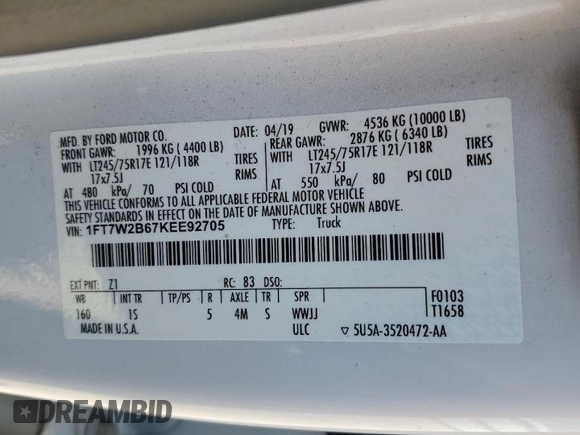 MFD. BY FORD MOTOR CO. DATE: 04/19 GVWR: 4536 KG (10000 LB)
FRONT GAWR: 1996 KG ( 4400 LB) REAR GAWR: 2876 KG ( 6340 LB)
WITH LT245/75R17E 121/118R TIRES WITH LT245/75R17E 121/118R TIRES
17x7.5J RIMS 17x7.5J RIMS
AT 480 kPa/ 70 PSI COLD AT 550 kPa/ 80 PSI COLD
THIS VEHICLE CONFORMS TO ALL APPLICABLE FEDERAL MOTOR VEHICLE
SAFETY STANDARDS IN EFFECT ON THE DATE OF MANUFACTURE SHOWN ABOVE.
VIN: 1FT7W2B67KEE92705 TYPE: Truck
EXT PNT: Z1 RC: 83 DSO:
WB INT TR TP/PS R AXLE TR SPR F0103
160 1S 5 4M S WWJJ T1658
MADE IN U.S.A. ULC ▽ 5U5A-3520472-AA
DREAMBID